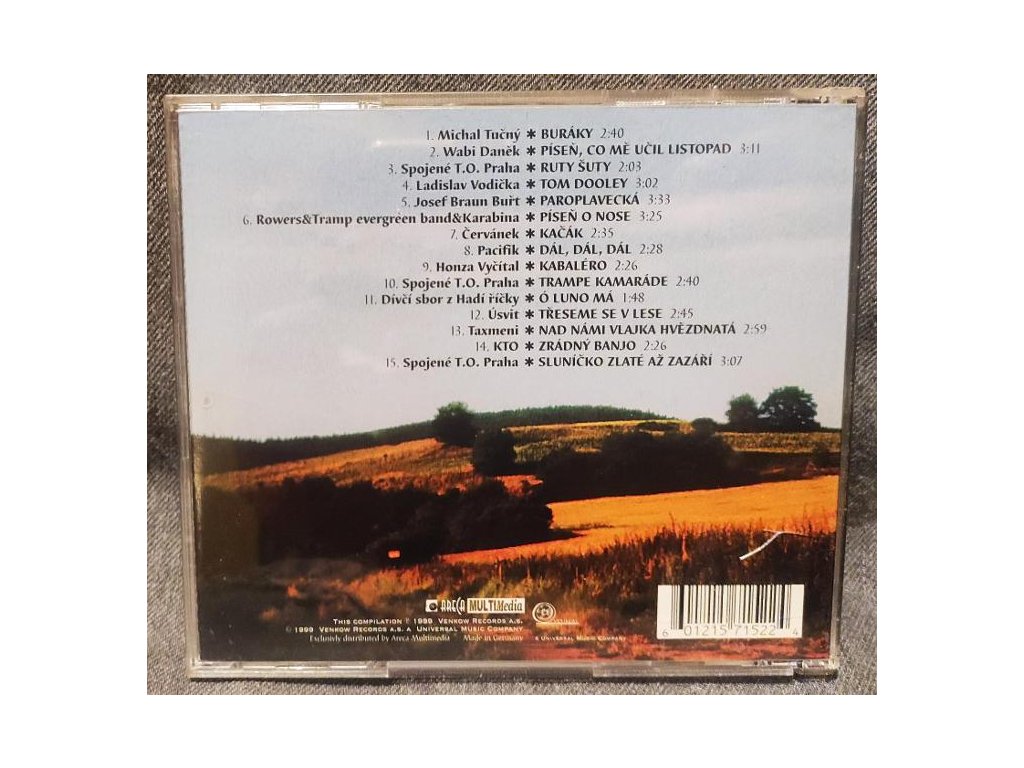 1. Michal Tučný ✱ BURÁKY 2:40
2. Wabi Daněk ✱ PÍSEŇ, CO MĚ UČIL LISTOPAD 3:11
3. Spojené T.O. Praha ✱ RUTY ŠUTY 2:03
4. Ladislav Vodička ✱ TOM DOOLEY 3:02
5. Josef Braun Buřt ✱ PAROPLAVECKÁ 3:33
6. Rowers&Tramp evergreen band&Karabina ✱ PÍSEŇ O NOSE 3:25
7. Červánek ✱ KAČÁK 2:35
8. Pacifik ✱ DÁL, DÁL, DÁL 2:28
9. Honza Vyčítal ✱ KABALÉRO 2:26
10. Spojené T.O. Praha ✱ TRAMPE KAMARÁDE 2:40
11. Dívčí sbor z Hadí říčky ✱ Ó LUNO MÁ 1:48
12. Úsvit ✱ TŘESEME SE V LESE 2:45
13. Taxmeni ✱ NAD NÁMI VLAJKA HVĚZDNATÁ 2:59
14. KTO ✱ ZRÁDNÝ BANJO 2:26
15. Spojené T.O. Praha ✱ SLUNÍČKO ZLATÉ AŽ ZAZÁŘÍ 3:07
ARECA MULTIMedia
THIS COMPILATION ℗ 1999 VENKOW RECORDS A.S.
© 1999 VENKOW RECORDS A.S. A UNIVERSAL MUSIC COMPANY
Exclusively distributed by Areca Multimedia Made in Germany
A UNIVERSAL MUSIC COMPANY
6 01215 71522 4